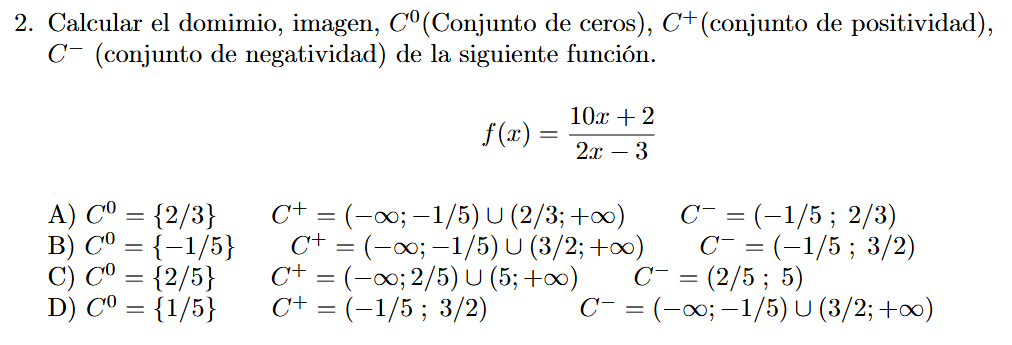 2. Calcular el domimio, imagen, C⁰(Conjunto de ceros), C⁺(conjunto de positividad),
C⁻ (conjunto de negatividad) de la siguiente función.
f(x) = (10x + 2)/(2x − 3)
A) C⁰ = {2/3} C⁺ = (−∞; −1/5) ∪ (2/3; +∞) C⁻ = (−1/5 ; 2/3)
B) C⁰ = {−1/5} C⁺ = (−∞; −1/5) ∪ (3/2; +∞) C⁻ = (−1/5 ; 3/2)
C) C⁰ = {2/5} C⁺ = (−∞; 2/5) ∪ (5; +∞) C⁻ = (2/5 ; 5)
D) C⁰ = {1/5} C⁺ = (−1/5 ; 3/2) C⁻ = (−∞; −1/5) ∪ (3/2; +∞)